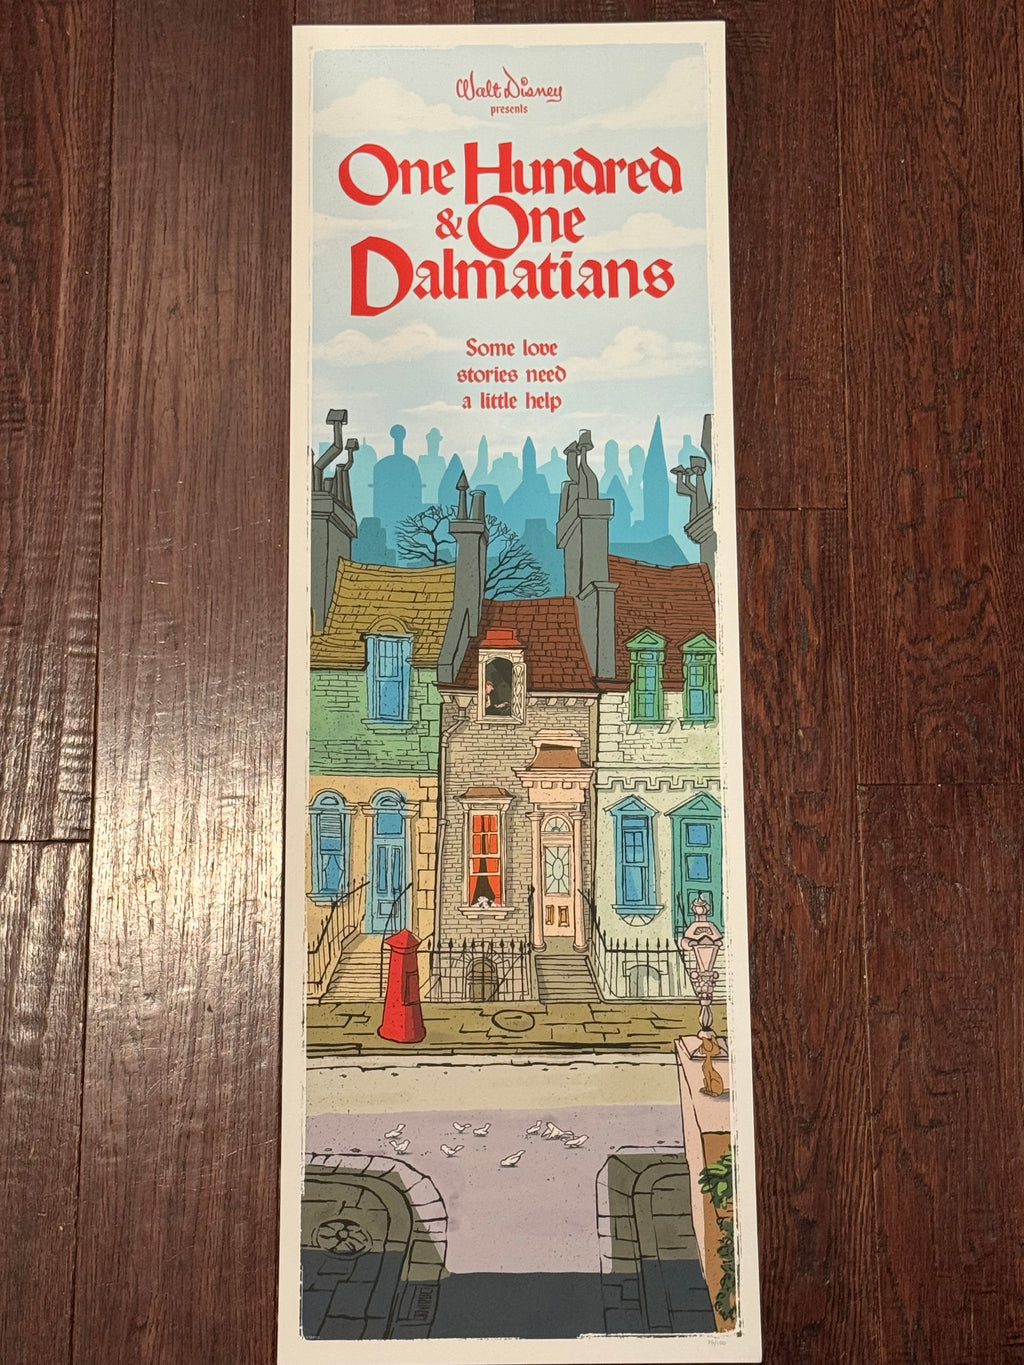 Walt Disney
presents
One Hundred
& One
Dalmatians
Some love
stories need
a little help